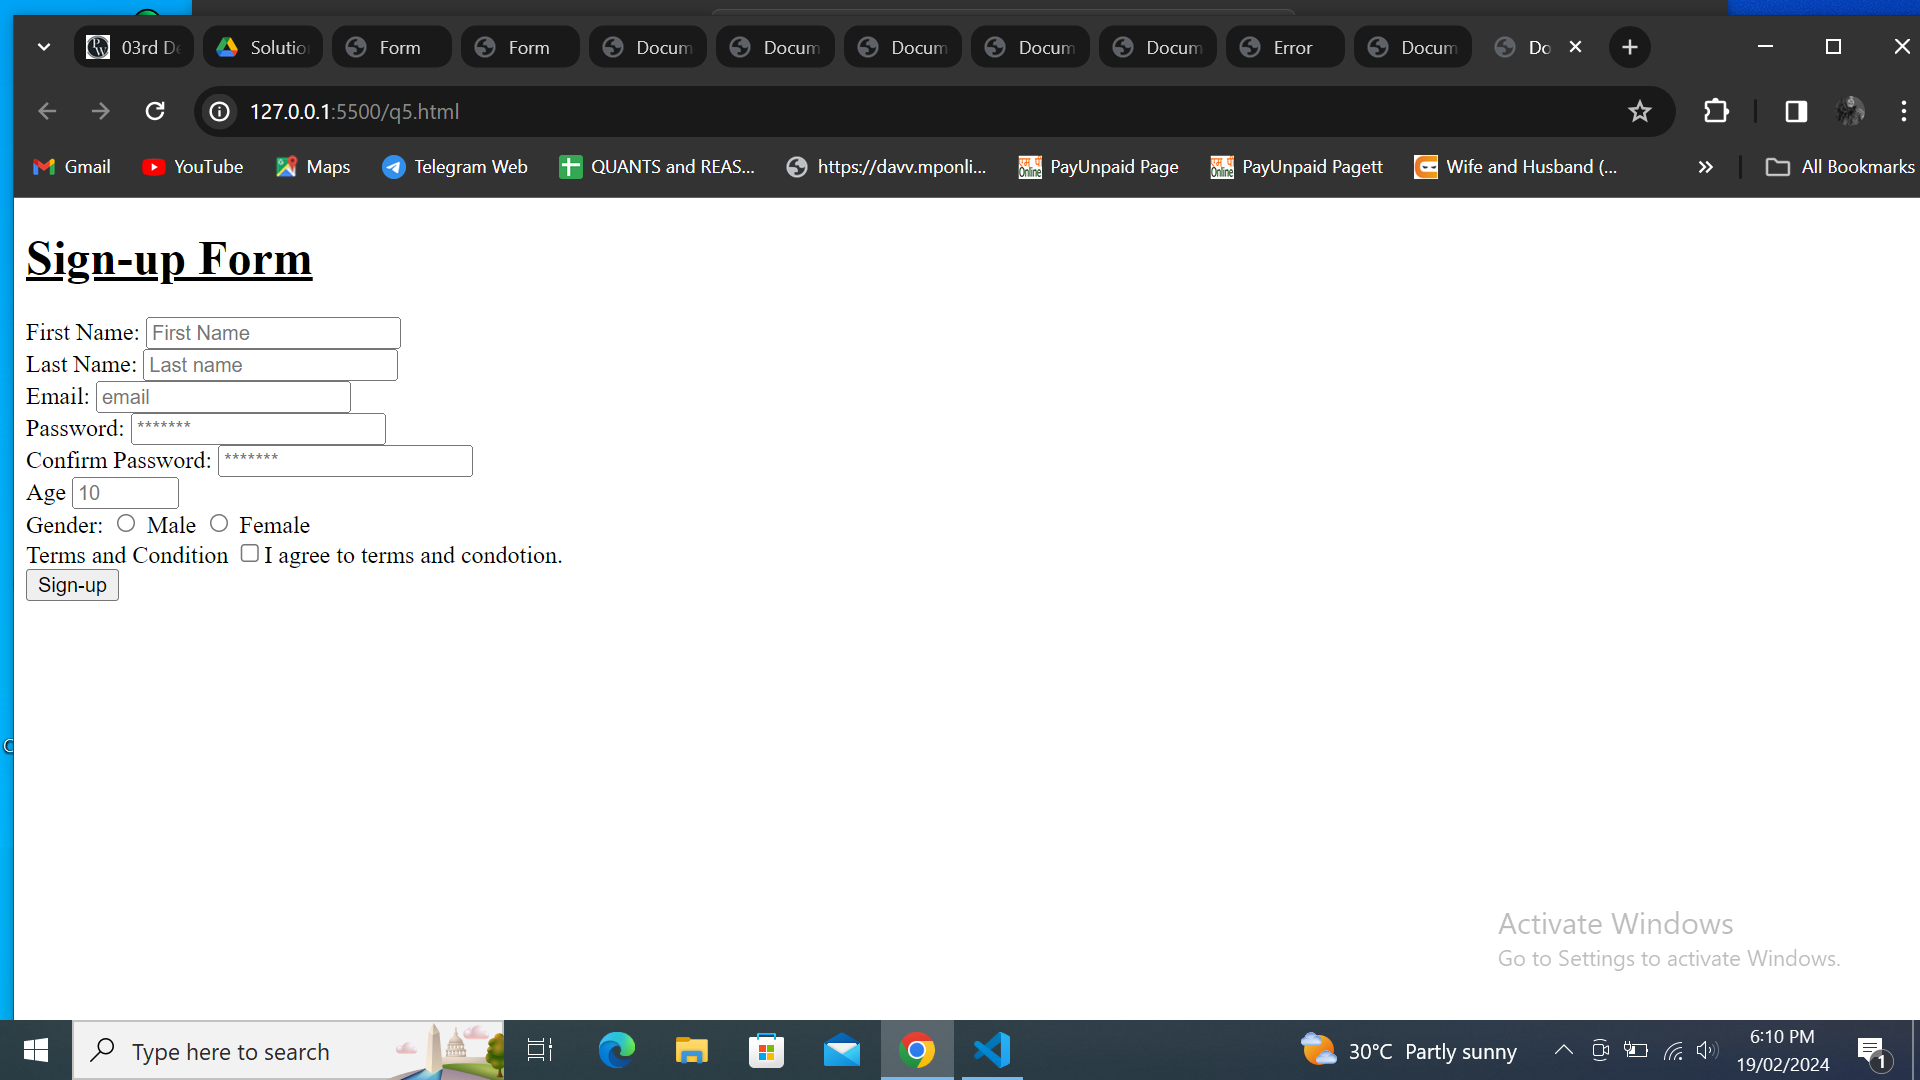 03rd De
Solution
Form
Form
Docum
Docum
Docum
Docum
Docum
Error
Docum
Do
127.0.0.1:5500/q5.html
Gmail
YouTube
Maps
Telegram Web
QUANTS and REAS...
https://davv.mponli...
PayUnpaid Page
PayUnpaid Pagett
Wife and Husband (...
All Bookmarks
Sign-up Form
First Name: First Name
Last Name: Last name
Email: email
Password: *******
Confirm Password: *******
Age 10
Gender: Male Female
Terms and Condition I agree to terms and condotion.
Sign-up
Activate Windows
Go to Settings to activate Windows.
Type here to search
30°C Partly sunny
6:10 PM
19/02/2024
1